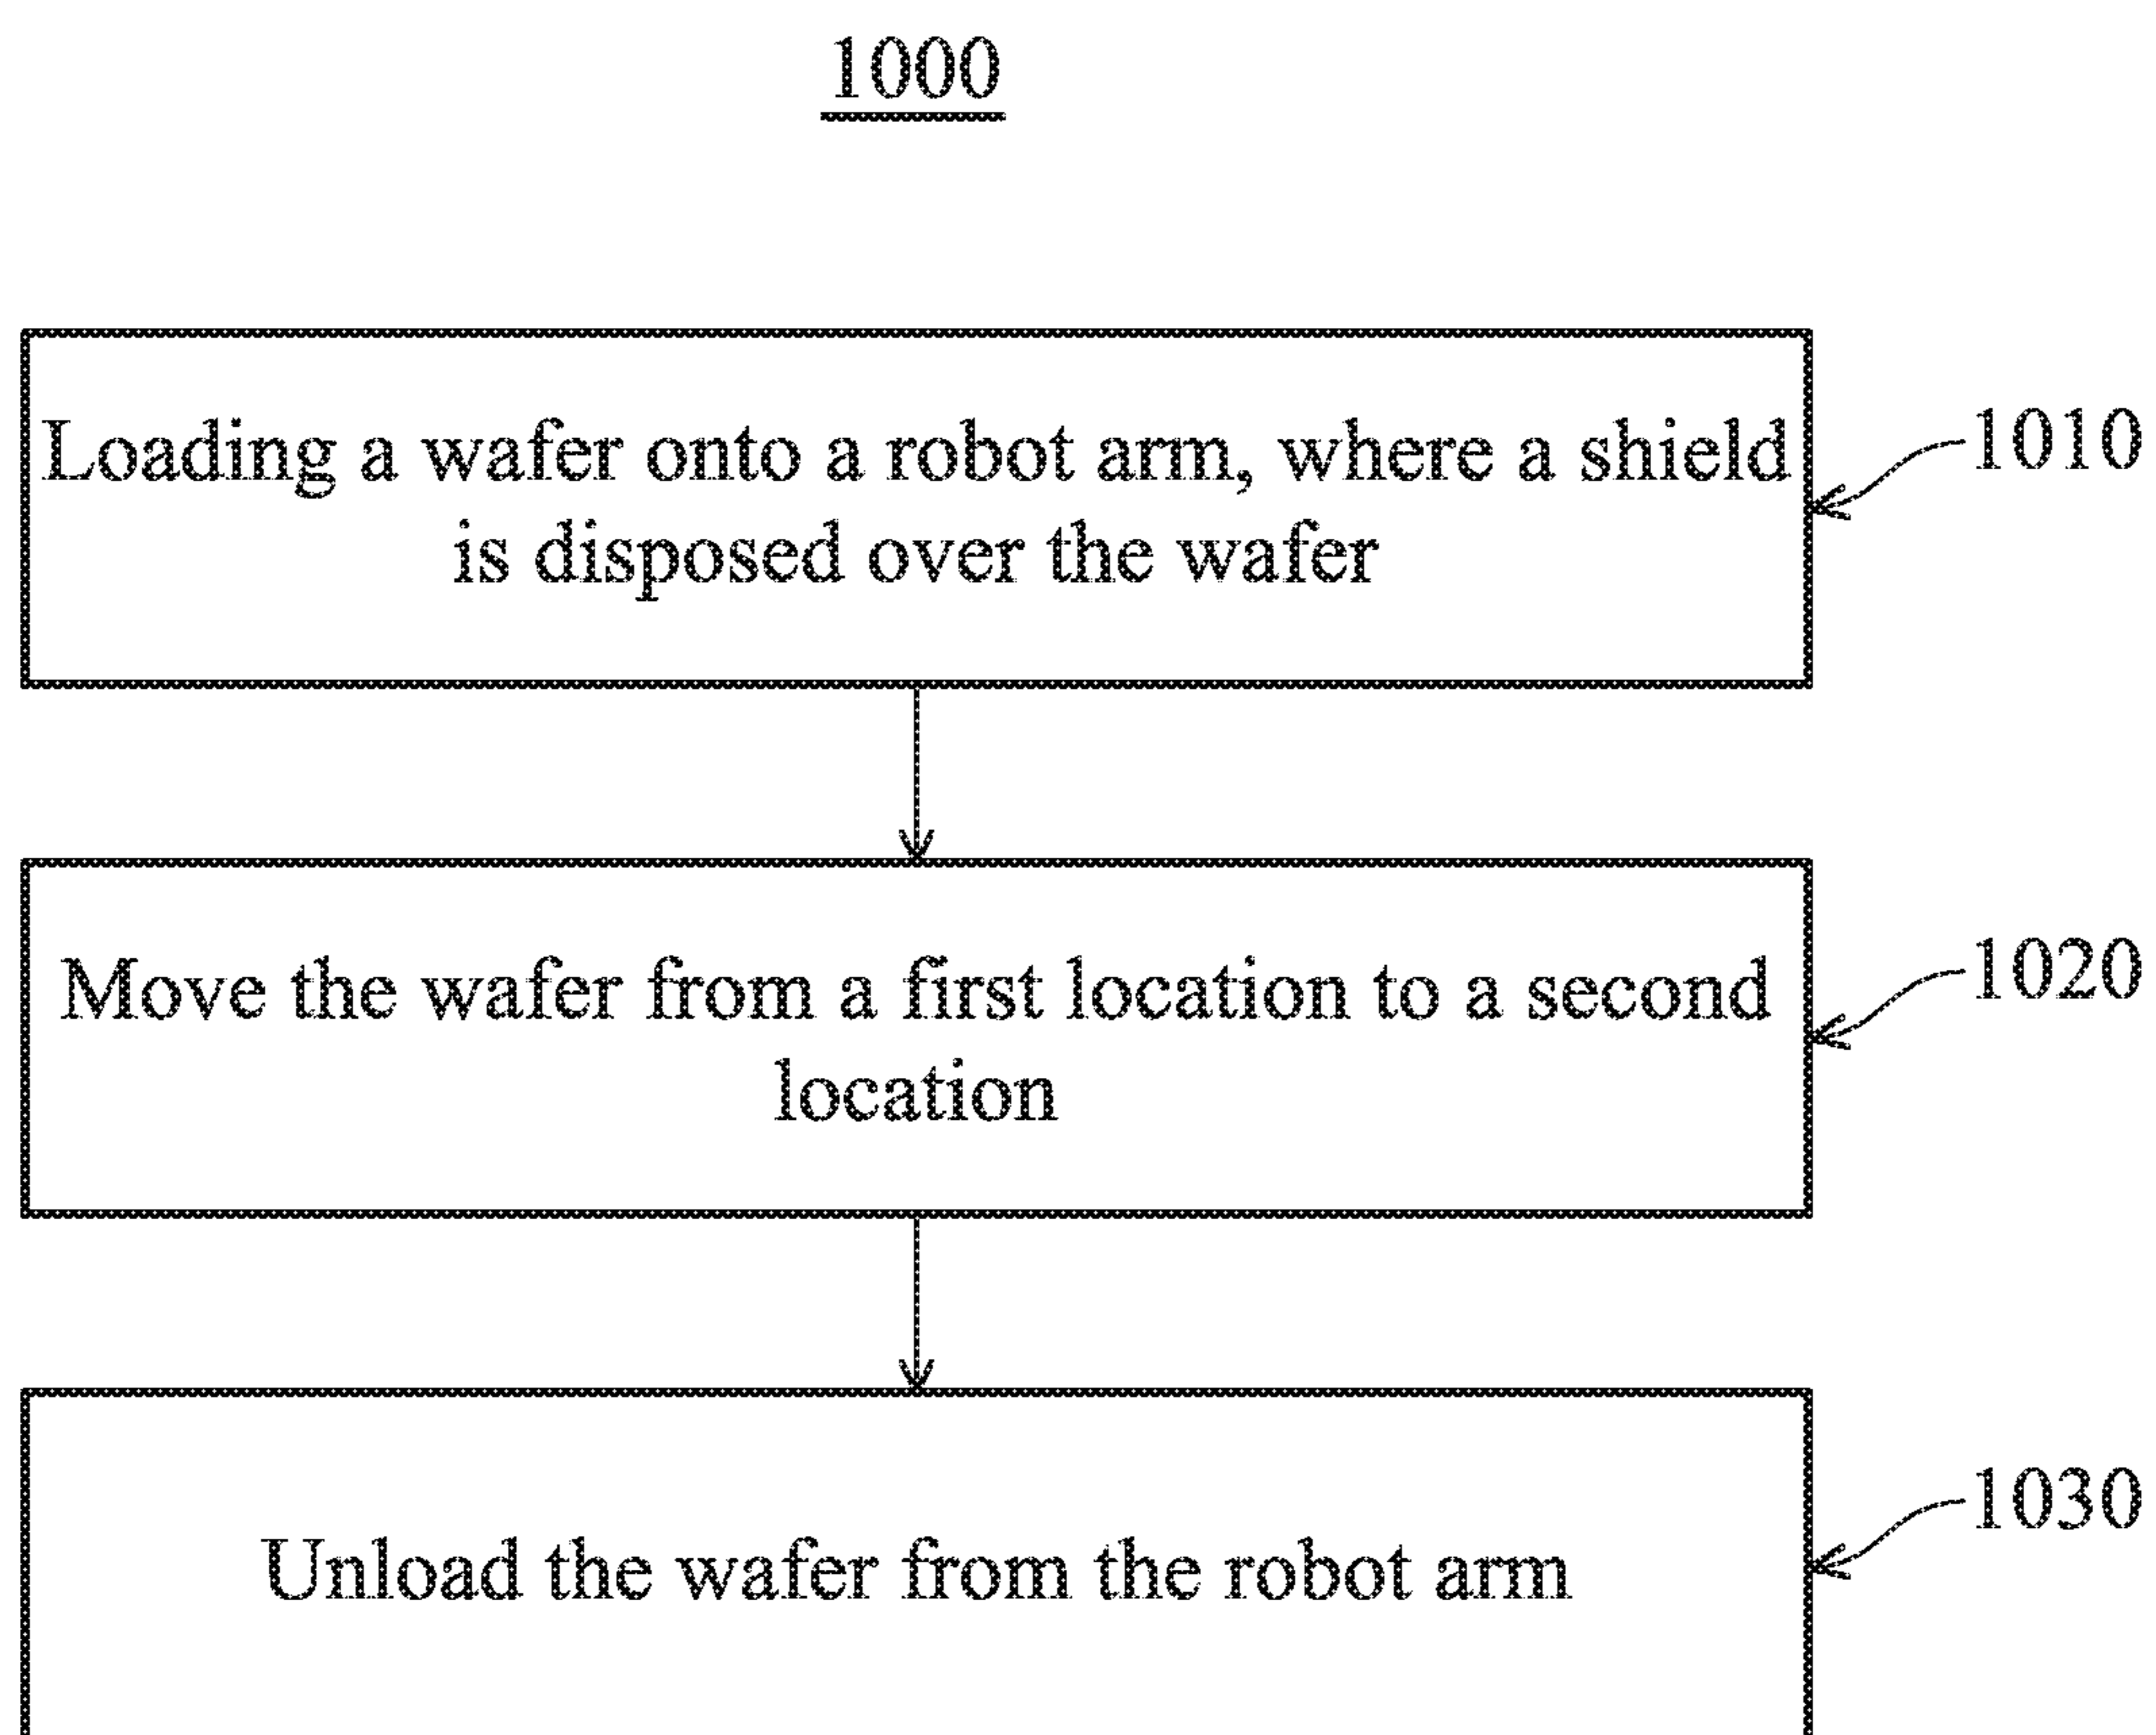 1000
Loading a wafer onto a robot arm, where a shield
is disposed over the wafer
1010
Move the wafer from a first location to a second
location
1020
Unload the wafer from the robot arm
1030